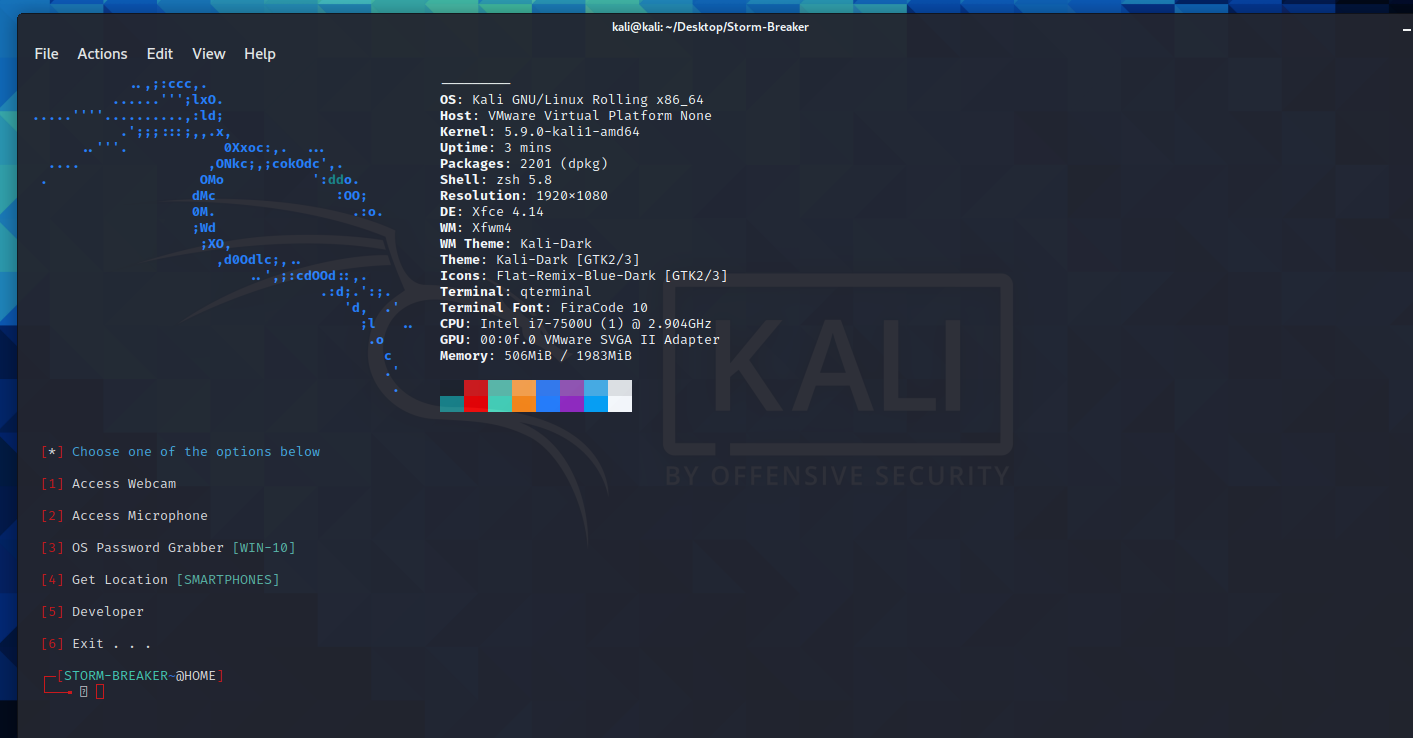 kali@kali: ~/Desktop/Storm-Breaker
File Actions Edit View Help
..,;:ccc,.
......''';lxO.
.....''''..........,:ld;
.';;;:::;,,.x,
..'''. 0Xxoc:,. ...
.... ,ONkc;,;cokOdc',.
. OMo ':ddo.
dMc :OO;
0M. .:o.
;Wd
;XO,
,d0Odlc;,..
..',;:cdOOd::,.
.:d;.':;.
'd, .'
;l ..
.o
c
.'
.
---------
OS: Kali GNU/Linux Rolling x86_64
Host: VMware Virtual Platform None
Kernel: 5.9.0-kali1-amd64
Uptime: 3 mins
Packages: 2201 (dpkg)
Shell: zsh 5.8
Resolution: 1920×1080
DE: Xfce 4.14
WM: Xfwm4
WM Theme: Kali-Dark
Theme: Kali-Dark [GTK2/3]
Icons: Flat-Remix-Blue-Dark [GTK2/3]
Terminal: qterminal
Terminal Font: FiraCode 10
CPU: Intel i7-7500U (1) @ 2.904GHz
GPU: 00:0f.0 VMware SVGA II Adapter
Memory: 506MiB / 1983MiB
KALI
BY OFFENSIVE SECURITY
[*] Choose one of the options below
[1] Access Webcam
[2] Access Microphone
[3] OS Password Grabber [WIN-10]
[4] Get Location [SMARTPHONES]
[5] Developer
[6] Exit . . .
[STORM-BREAKER~@HOME]